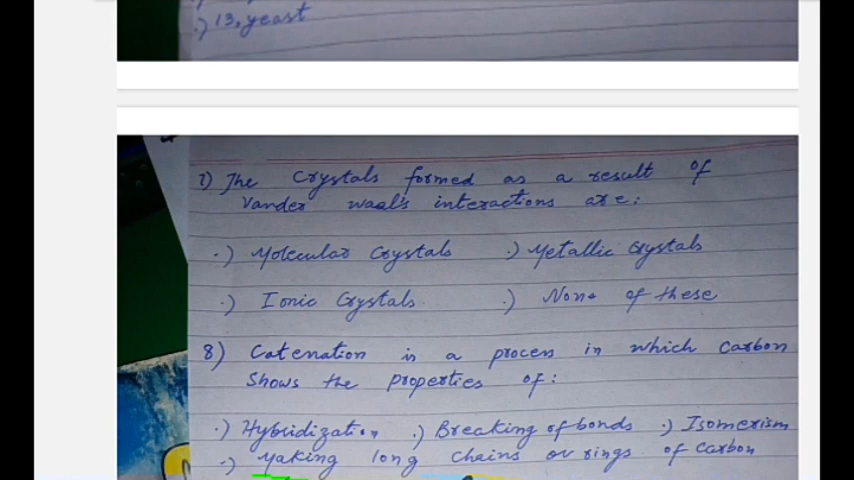 .) 13, yeast
7) The Crystals formed as a result of
Vander waal's interactions are:
.) Molecular Crystals .) Metallic Crystals
.) Ionic Crystals .) None of these
8) Catenation is a process in which Carbon
Shows the properties of:
.) Hybridization .) Breaking of bonds .) Isomerism
.) Making long chains or rings of Carbon